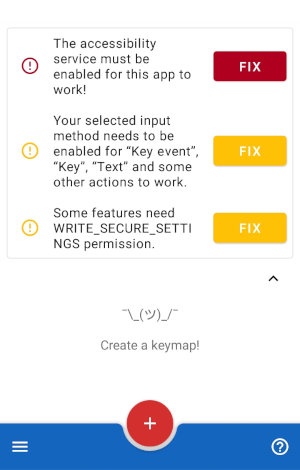 The accessibility
service must be
enabled for this app to
work!
FIX
Your selected input
method needs to be
enabled for “Key event”,
“Key”, “Text” and some
other actions to work.
FIX
Some features need
WRITE_SECURE_SETTI
NGS permission.
FIX
¯\_(ツ)_/¯
Create a keymap!